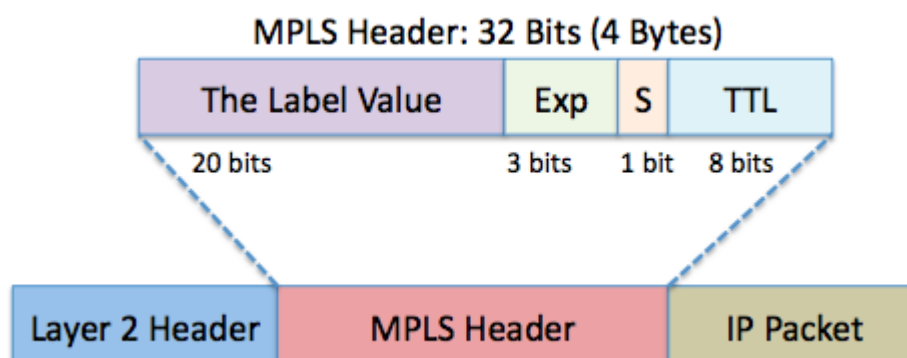 MPLS Header: 32 Bits (4 Bytes)
The Label Value Exp S TTL
20 bits 3 bits 1 bit 8 bits
Layer 2 Header MPLS Header IP Packet